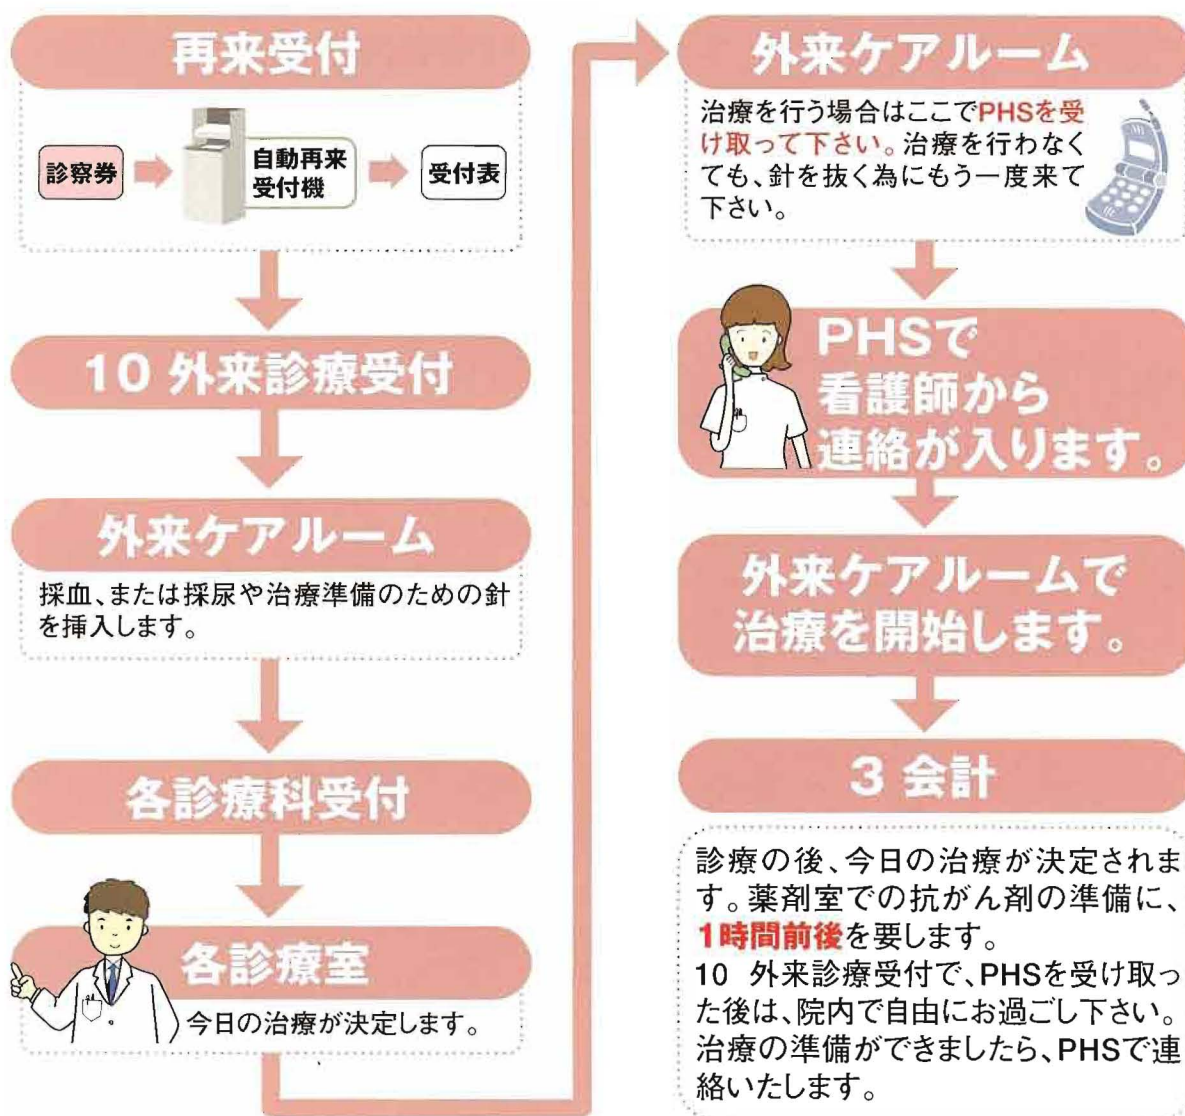 再来受付
診察券
自動再来
受付機
受付表
10 外来診療受付
外来ケアルーム
採血、または採尿や治療準備のための針
を挿入します。
各診療科受付
各診療室
今日の治療が決定します。
外来ケアルーム
治療を行う場合はここでPHSを受
け取って下さい。治療を行わなく
ても、針を抜く為にもう一度来て
下さい。
PHSで
看護師から
連絡が入ります。
外来ケアルームで
治療を開始します。
3 会計
診療の後、今日の治療が決定されま
す。薬剤室での抗がん剤の準備に、
1時間前後を要します。
10 外来診療受付で、PHSを受け取っ
た後は、院内で自由にお過ごし下さい。
治療の準備ができましたら、PHSで連
絡いたします。